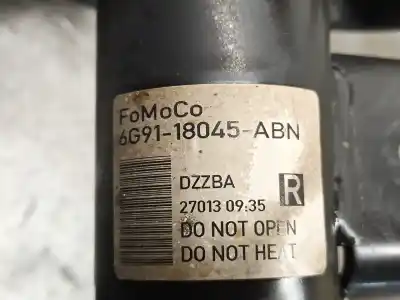 FoMoCo
6G91-18045-ABN
DZZBA
R
27013 09:35
DO NOT OPEN
DO NOT HEAT